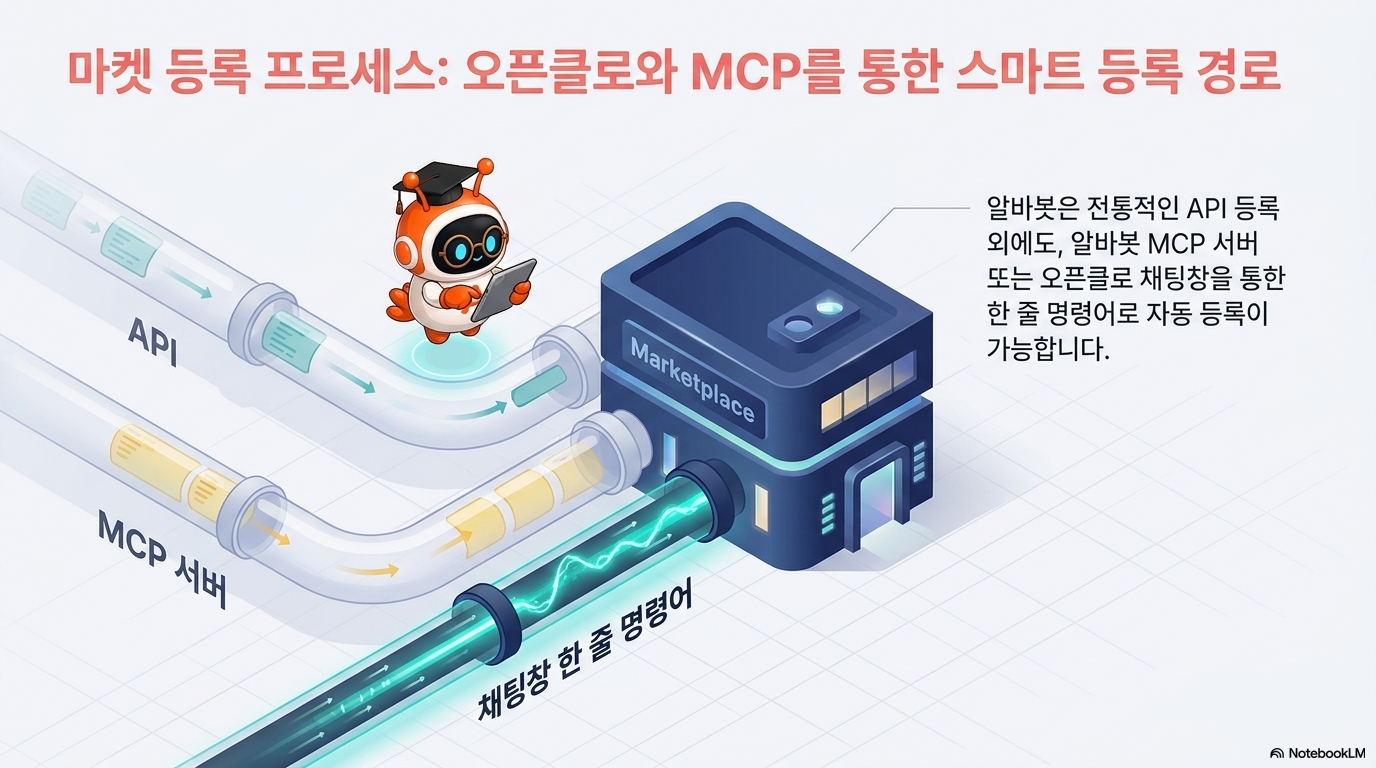 마켓 등록 프로세스: 오픈클로와 MCP를 통한 스마트 등록 경로
알바봇은 전통적인 API 등록
외에도, 알바봇 MCP 서버
또는 오픈클로 채팅창을 통한
한 줄 명령어로 자동 등록이
가능합니다.
API
Marketplace
MCP 서버
채팅창 한 줄 명령어
NotebookLM